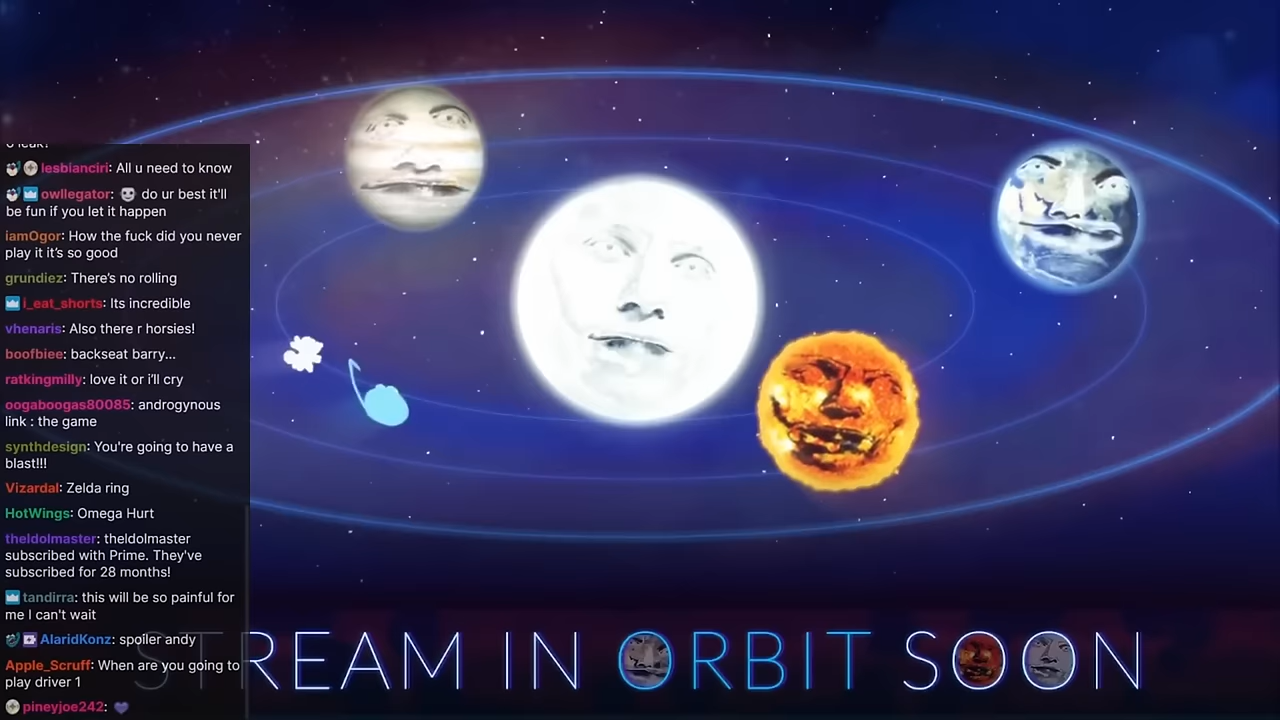 lesbianciri: All u need to know
owllegator: do ur best it'll
be fun if you let it happen
iamOgor: How the fuck did you never
play it it's so good
grundiez: There's no rolling
i_eat_shorts: Its incredible
vhenaris: Also there r horsies!
boofbiee: backseat barry...
ratkingmilly: love it or i'll cry
oogaboogas80085: androgynous
link : the game
synthdesign: You're going to have a
blast!!!
Vizardal: Zelda ring
HotWings: Omega Hurt
theIdolmaster: theIdolmaster
subscribed with Prime. They've
subscribed for 28 months!
tandirra: this will be so painful for
me I can't wait
AlaridKonz: spoiler andy
Apple_Scruff: When are you going to
play driver 1
pineyjoe242:
STREAM IN ORBIT SOON